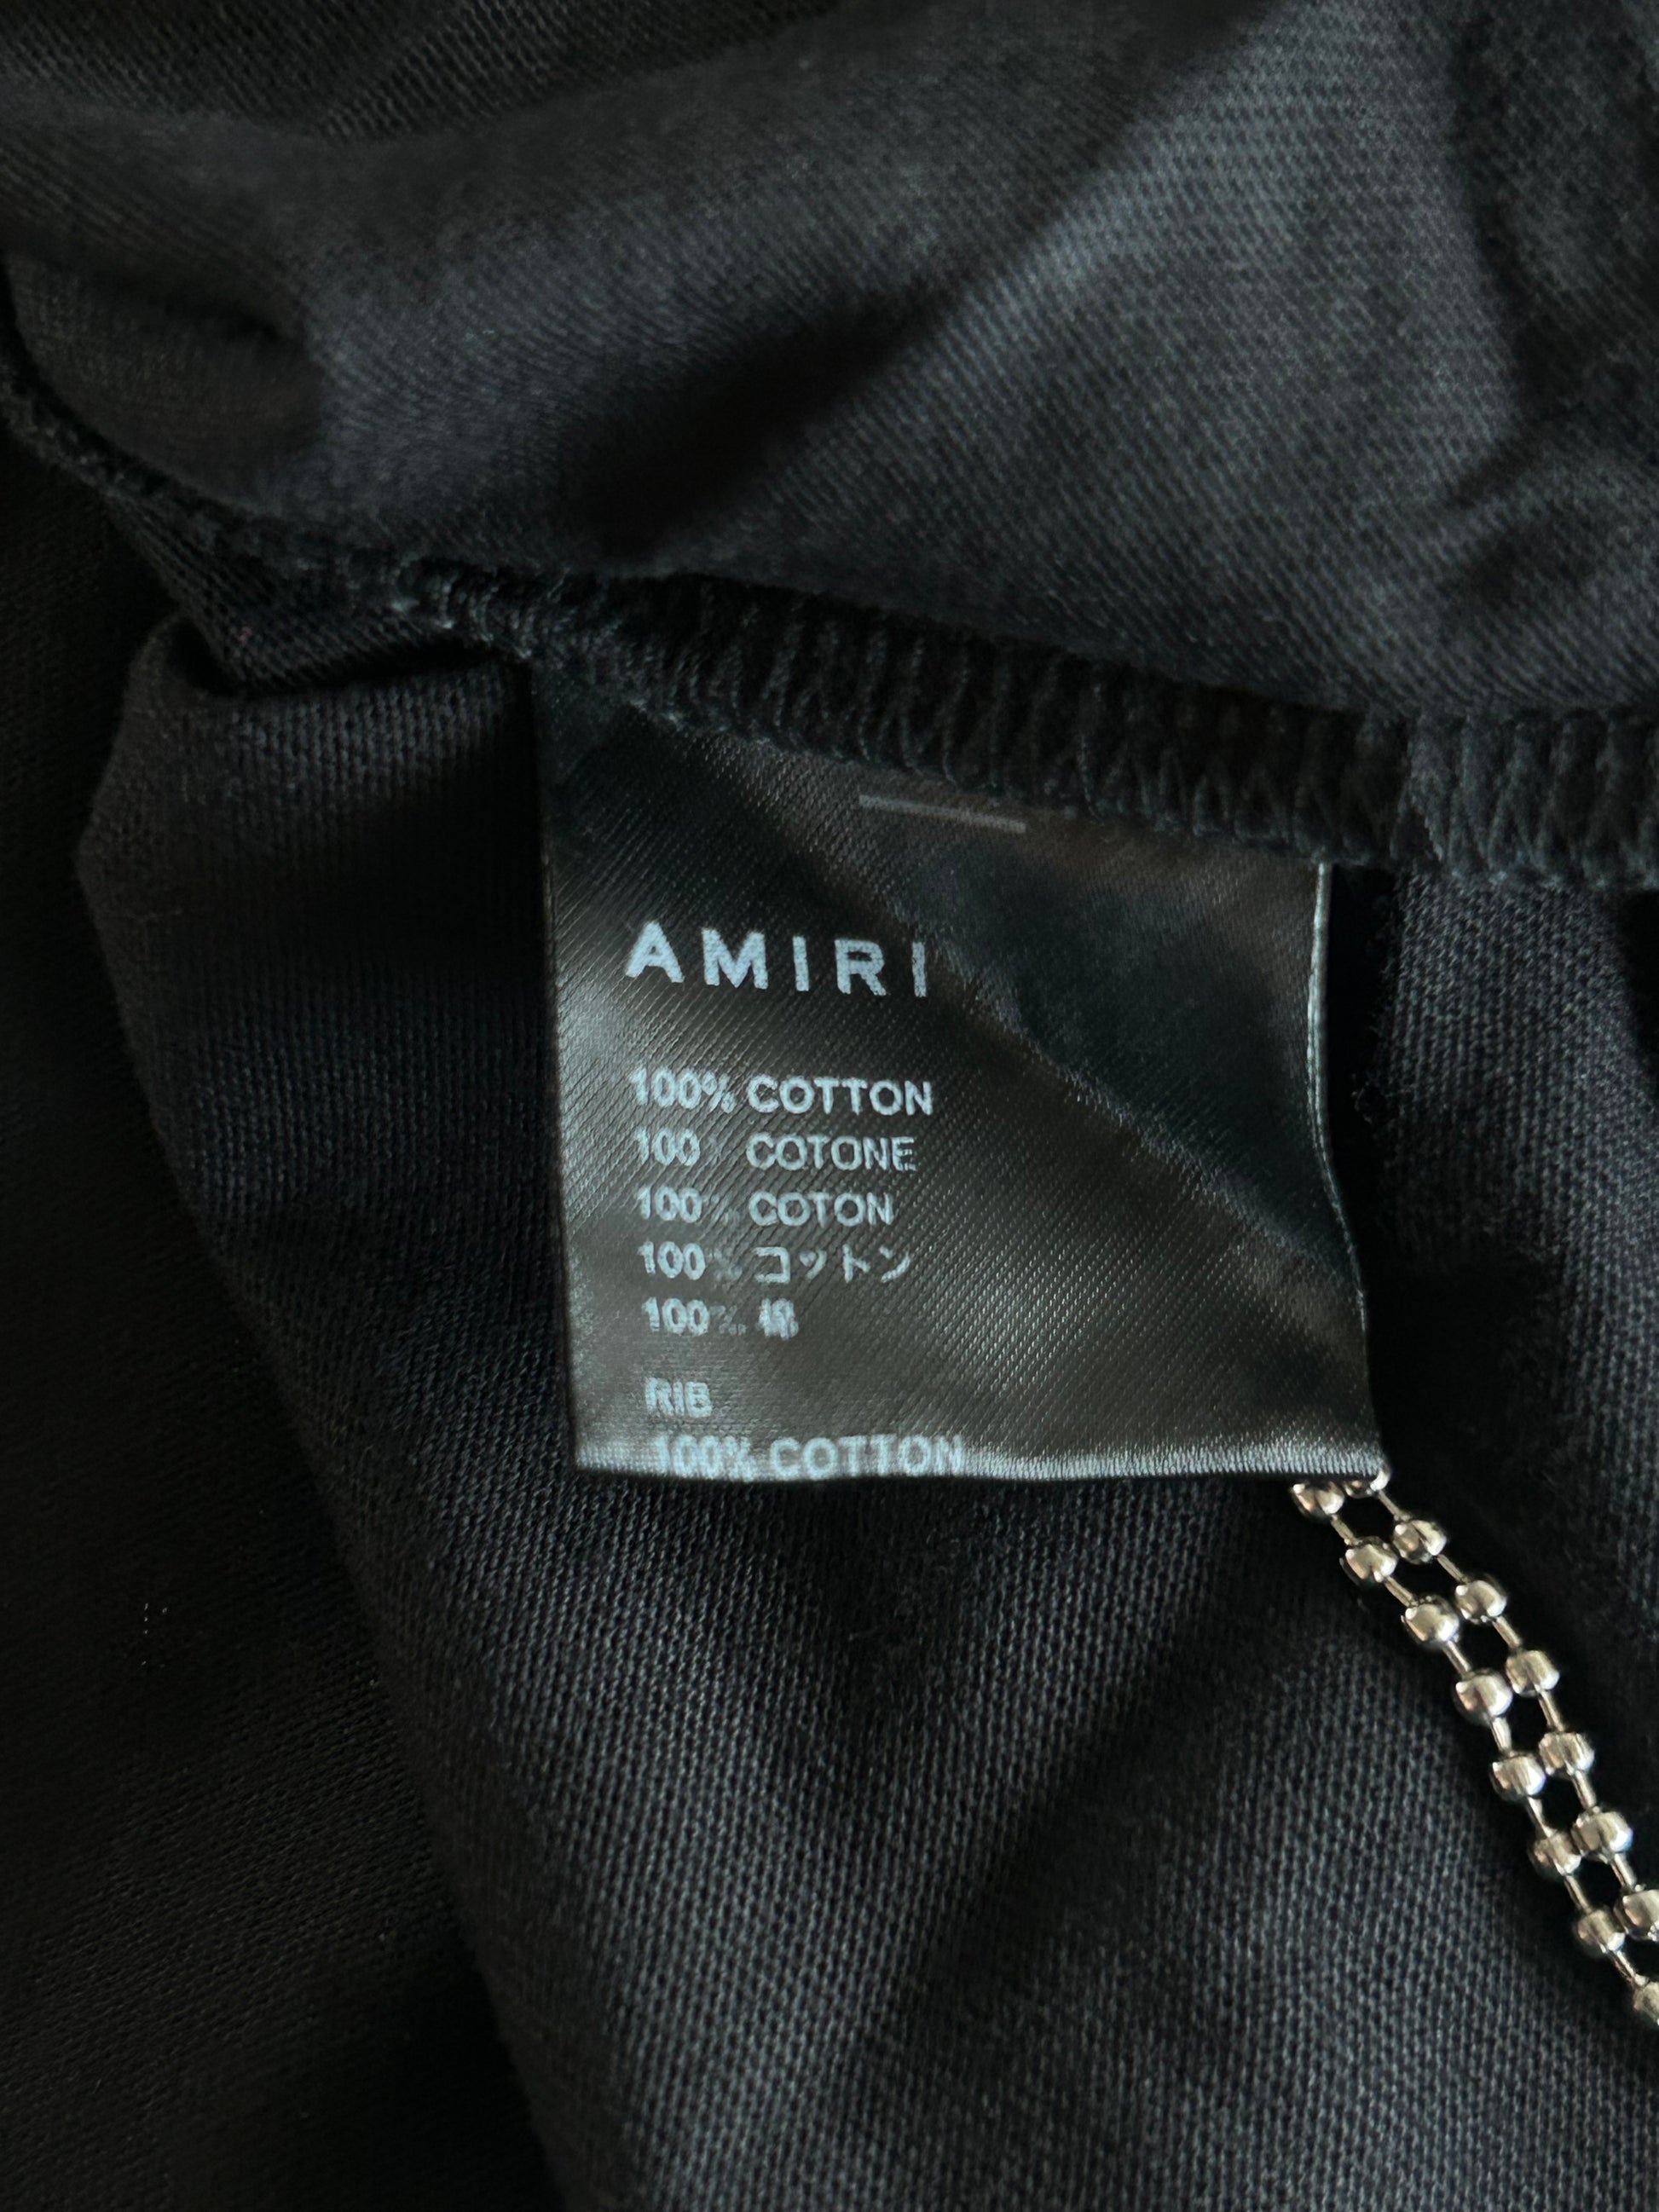 AMIRI
100% COTTON
100% COTONE
100% COTON
100% コットン
100% 棉
RIB
100% COTTON